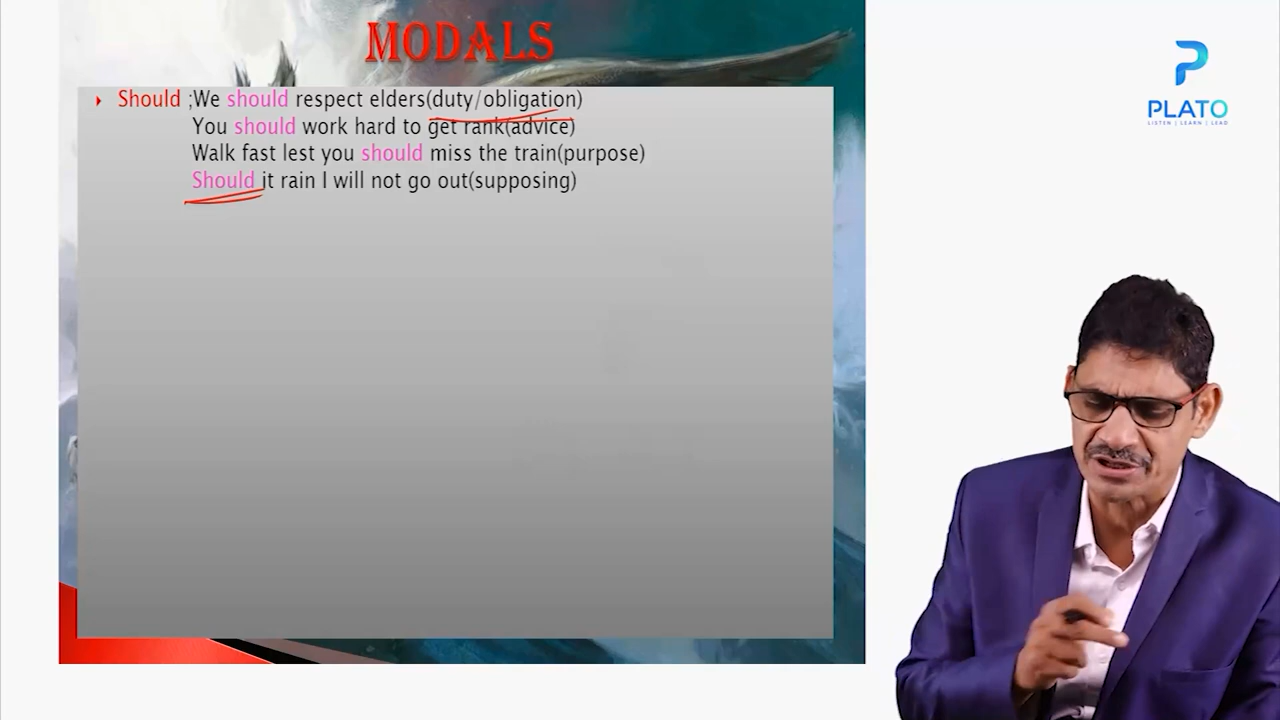 MODALS
Should ;We should respect elders(duty/obligation)
You should work hard to get rank(advice)
Walk fast lest you should miss the train(purpose)
Should it rain I will not go out(supposing)
PLATO
LISTEN | LEARN | LEAD